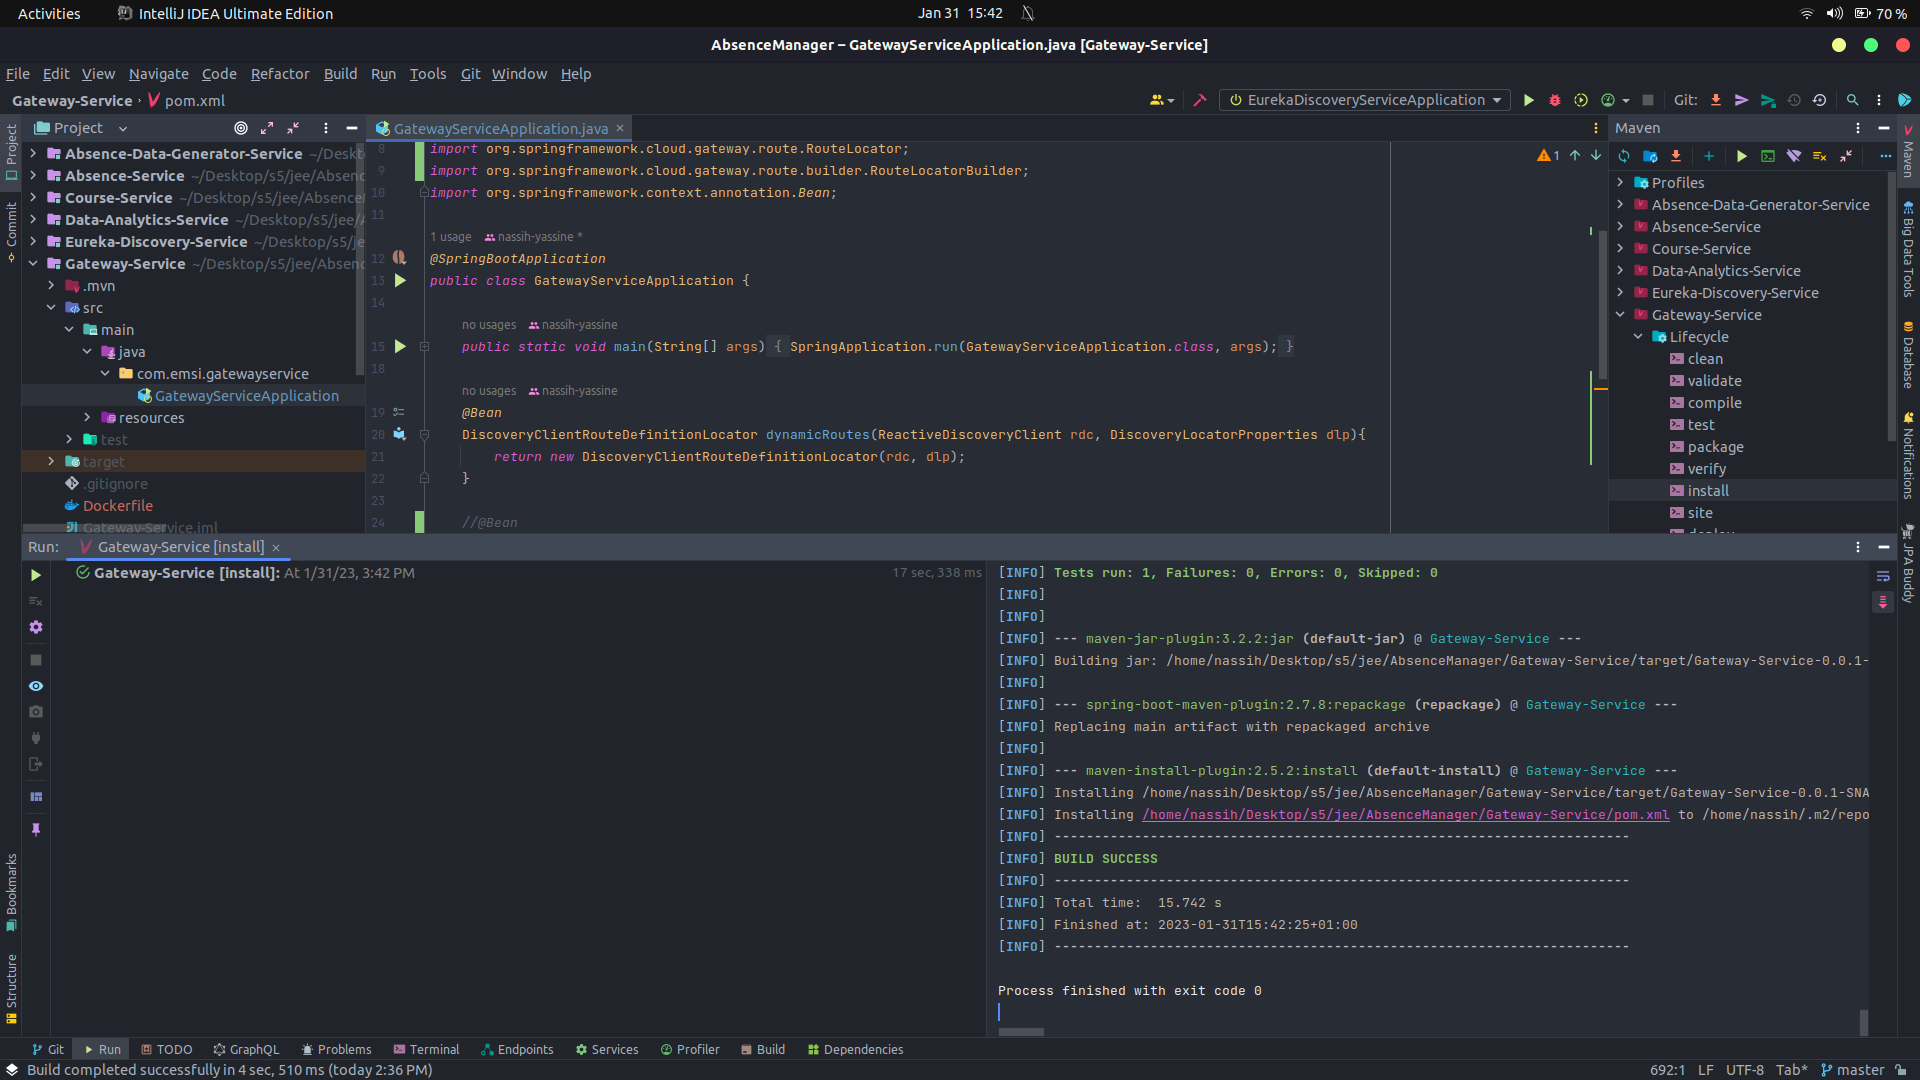 Activities
IntelliJ IDEA Ultimate Edition
Jan 31 15:42
70 %
AbsenceManager – GatewayServiceApplication.java [Gateway-Service]
File Edit View Navigate Code Refactor Build Run Tools Git Window Help
Gateway-Service › pom.xml
EurekaDiscoveryServiceApplication
Git:
Project
Commit
Bookmarks
Structure
Project
Absence-Data-Generator-Service ~/Deskt
Absence-Service ~/Desktop/s5/jee/Absenc
Course-Service ~/Desktop/s5/jee/Absencel
Data-Analytics-Service ~/Desktop/s5/jee/A
Eureka-Discovery-Service ~/Desktop/s5/je
Gateway-Service ~/Desktop/s5/jee/Absenc
.mvn
src
main
java
com.emsi.gatewayservice
GatewayServiceApplication
resources
test
target
.gitignore
Dockerfile
Gateway-Service.iml
GatewayServiceApplication.java
1
8 import org.springframework.cloud.gateway.route.RouteLocator;
9 import org.springframework.cloud.gateway.route.builder.RouteLocatorBuilder;
10 import org.springframework.context.annotation.Bean;
11
1 usage nassih-yassine *
12 @SpringBootApplication
13 public class GatewayServiceApplication {
14
no usages nassih-yassine
15 public static void main(String[] args) { SpringApplication.run(GatewayServiceApplication.class, args); }
18
no usages nassih-yassine
19 @Bean
20 DiscoveryClientRouteDefinitionLocator dynamicRoutes(ReactiveDiscoveryClient rdc, DiscoveryLocatorProperties dlp){
21 return new DiscoveryClientRouteDefinitionLocator(rdc, dlp);
22 }
23
24 //@Bean
Maven
Profiles
Absence-Data-Generator-Service
Absence-Service
Course-Service
Data-Analytics-Service
Eureka-Discovery-Service
Gateway-Service
Lifecycle
clean
validate
compile
test
package
verify
install
site
deploy
Maven
Big Data Tools
Database
Notifications
JPA Buddy
Run: Gateway-Service [install]
Gateway-Service [install]: At 1/31/23, 3:42 PM 17 sec, 338 ms
[INFO] Tests run: 1, Failures: 0, Errors: 0, Skipped: 0
[INFO]
[INFO]
[INFO] --- maven-jar-plugin:3.2.2:jar (default-jar) @ Gateway-Service ---
[INFO] Building jar: /home/nassih/Desktop/s5/jee/AbsenceManager/Gateway-Service/target/Gateway-Service-0.0.1-
[INFO]
[INFO] --- spring-boot-maven-plugin:2.7.8:repackage (repackage) @ Gateway-Service ---
[INFO] Replacing main artifact with repackaged archive
[INFO]
[INFO] --- maven-install-plugin:2.5.2:install (default-install) @ Gateway-Service ---
[INFO] Installing /home/nassih/Desktop/s5/jee/AbsenceManager/Gateway-Service/target/Gateway-Service-0.0.1-SNA
[INFO] Installing /home/nassih/Desktop/s5/jee/AbsenceManager/Gateway-Service/pom.xml to /home/nassih/.m2/repo
[INFO] ------------------------------------------------------------------------
[INFO] BUILD SUCCESS
[INFO] ------------------------------------------------------------------------
[INFO] Total time:  15.742 s
[INFO] Finished at: 2023-01-31T15:42:25+01:00
[INFO] ------------------------------------------------------------------------
Process finished with exit code 0
Git Run TODO GraphQL Problems Terminal Endpoints Services Profiler Build Dependencies
Build completed successfully in 4 sec, 510 ms (today 2:36 PM)
692:1 LF UTF-8 Tab* master